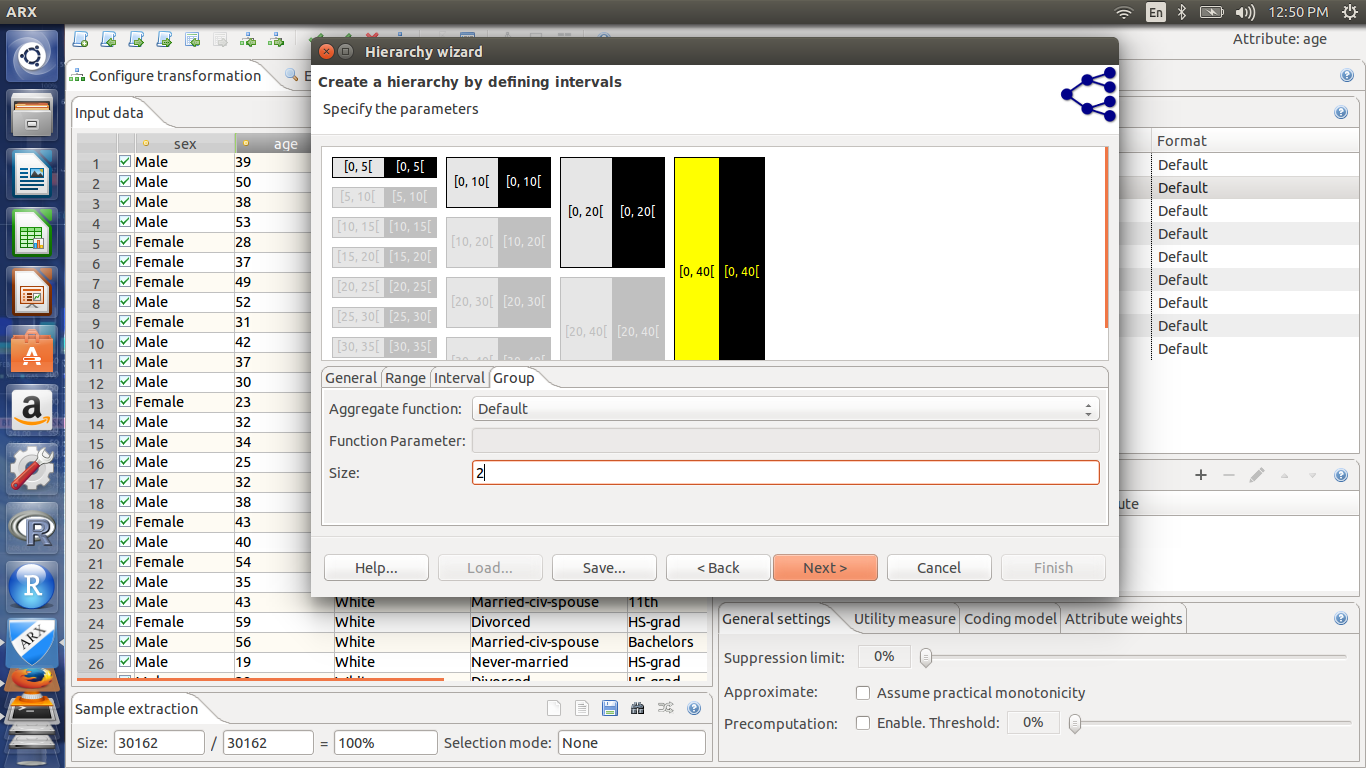 ARX
En
12:50 PM
Attribute: age
Configure transformation
E
Hierarchy wizard
Create a hierarchy by defining intervals
Specify the parameters
[0, 5[ [0, 5[ [0, 10[ [0, 10[ [0, 20[ [0, 20[ [0, 40[ [0, 40[
[5, 10[ [5, 10[
[10, 15[ [10, 15[ [10, 20[ [10, 20[
[15, 20[ [15, 20[
[20, 25[ [20, 25[ [20, 30[ [20, 30[
[25, 30[ [25, 30[ [20, 40[ [20, 40[
[30, 35[ [30, 35[ [30, 40[ [30, 40[
General Range Interval Group
Aggregate function: Default
Function Parameter:
Size: 2
Help... Load... Save... < Back Next > Cancel Finish
Input data
sex age
1 Male 39
2 Male 50
3 Male 38
4 Male 53
5 Female 28
6 Female 37
7 Female 49
8 Male 52
9 Female 31
10 Male 42
11 Male 37
12 Male 30
13 Female 23
14 Male 32
15 Male 34
16 Male 25
17 Male 32
18 Male 38
19 Female 43
20 Male 40
21 Female 54
22 Male 35
23 Male 43 White Married-civ-spouse 11th
24 Female 59 White Divorced HS-grad
25 Male 56 White Married-civ-spouse Bachelors
26 Male 19 White Never-married HS-grad
Divorced HS-grad
Format
Default
Default
Default
Default
Default
Default
Default
Default
Default
ute
Sample extraction
Size: 30162 / 30162 = 100% Selection mode: None
General settings Utility measure Coding model Attribute weights
Suppression limit: 0%
Approximate: Assume practical monotonicity
Precomputation: Enable. Threshold: 0%
A
a
R
R
ARX